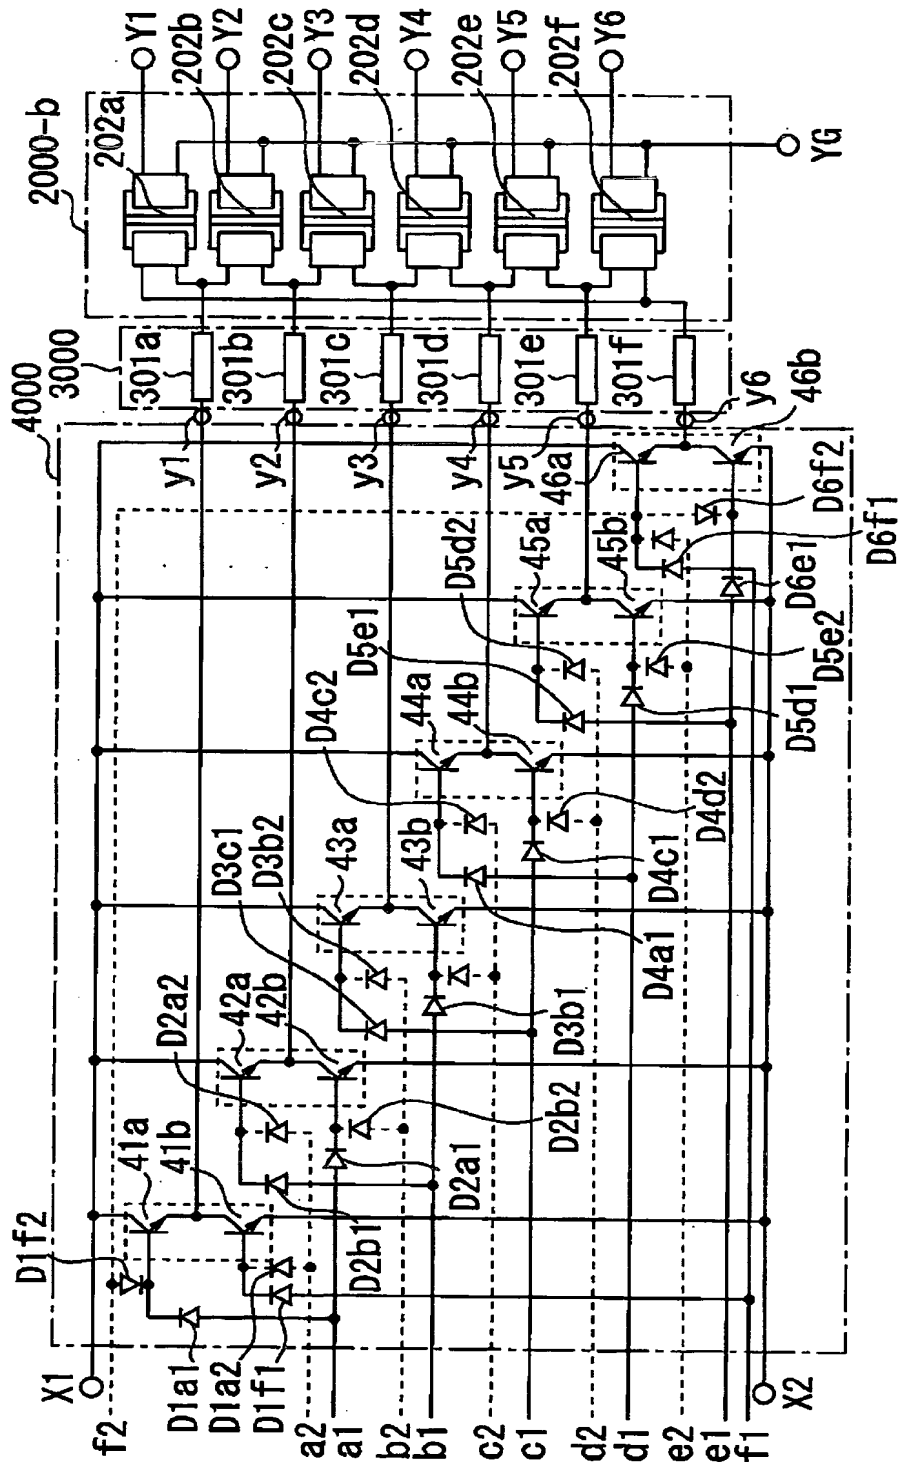 2000-b
202a
Y1
202b
Y2
202c
Y3
202d
Y4
202e
Y5
202f
Y6
YG
4000
3000
301a
301b
301c
301d
301e
301f
y1
y2
y3
y4
y5
y6
46a
46b
D6f2
D6f1
D6e1
45a
45b
D5d2
D5e1
D5e2
D5d1
44a
44b
D4c2
D4d2
D4c1
D4a1
43a
43b
D3c1
D3b2
D3b1
42a
42b
D2a2
D2b2
D2a1
D2b1
41a
41b
D1f2
D1a1
D1a2
D1f1
X1
f2
a2
a1
b2
b1
c2
c1
d2
d1
e2
e1
f1
X2